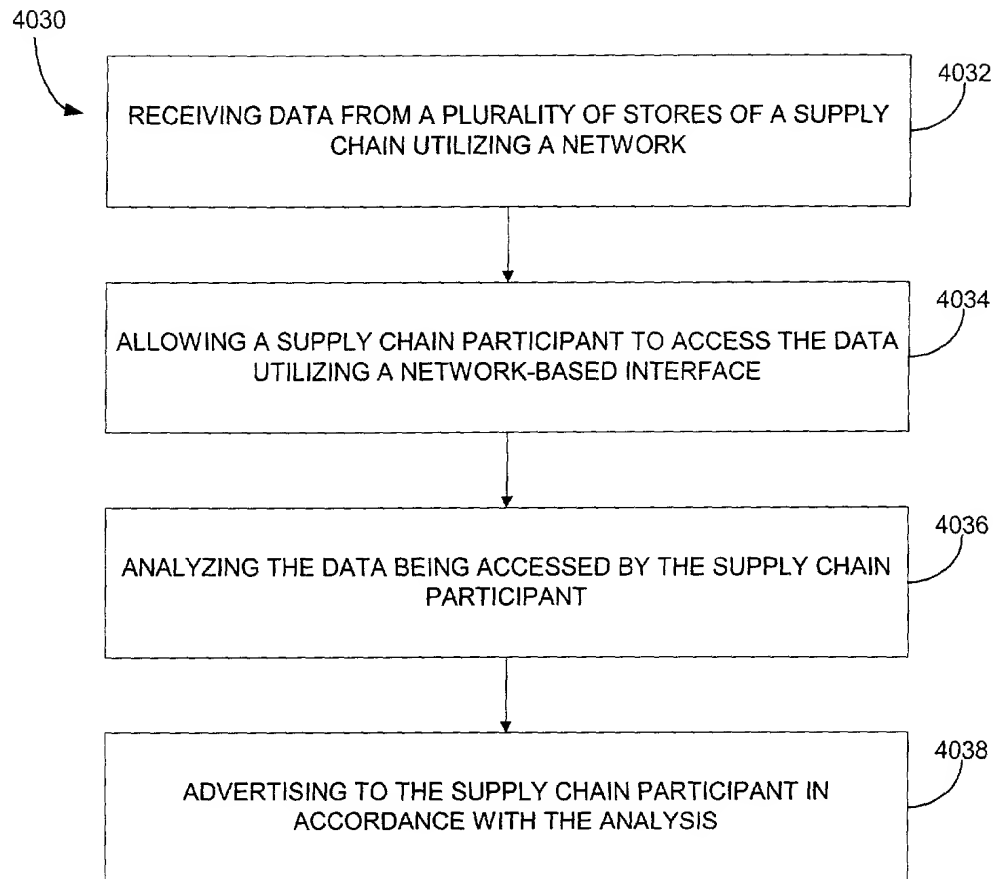 4030
4032
RECEIVING DATA FROM A PLURALITY OF STORES OF A SUPPLY
CHAIN UTILIZING A NETWORK
4034
ALLOWING A SUPPLY CHAIN PARTICIPANT TO ACCESS THE DATA
UTILIZING A NETWORK-BASED INTERFACE
4036
ANALYZING THE DATA BEING ACCESSED BY THE SUPPLY CHAIN
PARTICIPANT
4038
ADVERTISING TO THE SUPPLY CHAIN PARTICIPANT IN
ACCORDANCE WITH THE ANALYSIS